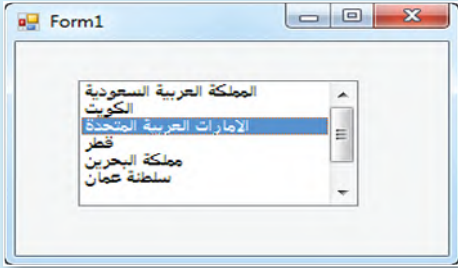 Form1
المملكة العربية السعودية
الكويت
الامارات العربية المتحدة
قطر
مملكة البحرين
سلطنة عمان